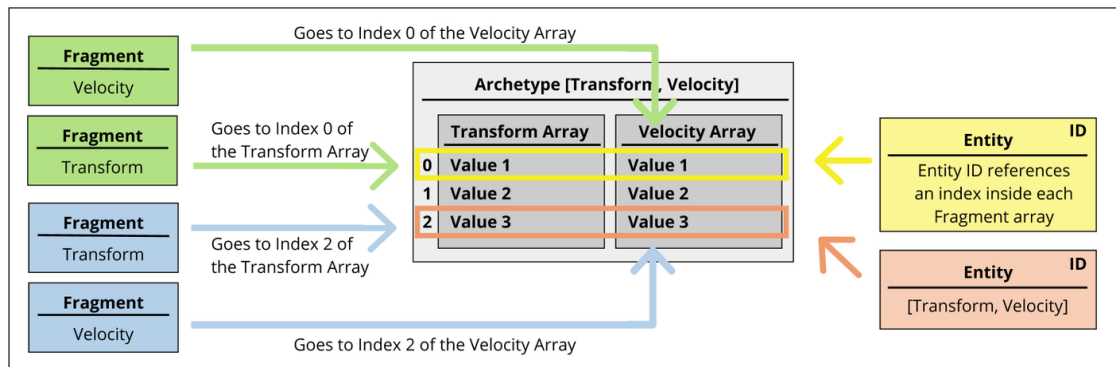 Goes to Index 0 of the Velocity Array
Fragment
Velocity
Fragment
Transform
Goes to Index 0 of
the Transform Array
Fragment
Transform
Goes to Index 2 of
the Transform Array
Fragment
Velocity
Goes to Index 2 of the Velocity Array
Archetype [Transform, Velocity]
Transform Array Velocity Array
0 Value 1 Value 1
1 Value 2 Value 2
2 Value 3 Value 3
ID
Entity
Entity ID references
an index inside each
Fragment array
ID
Entity
[Transform, Velocity]